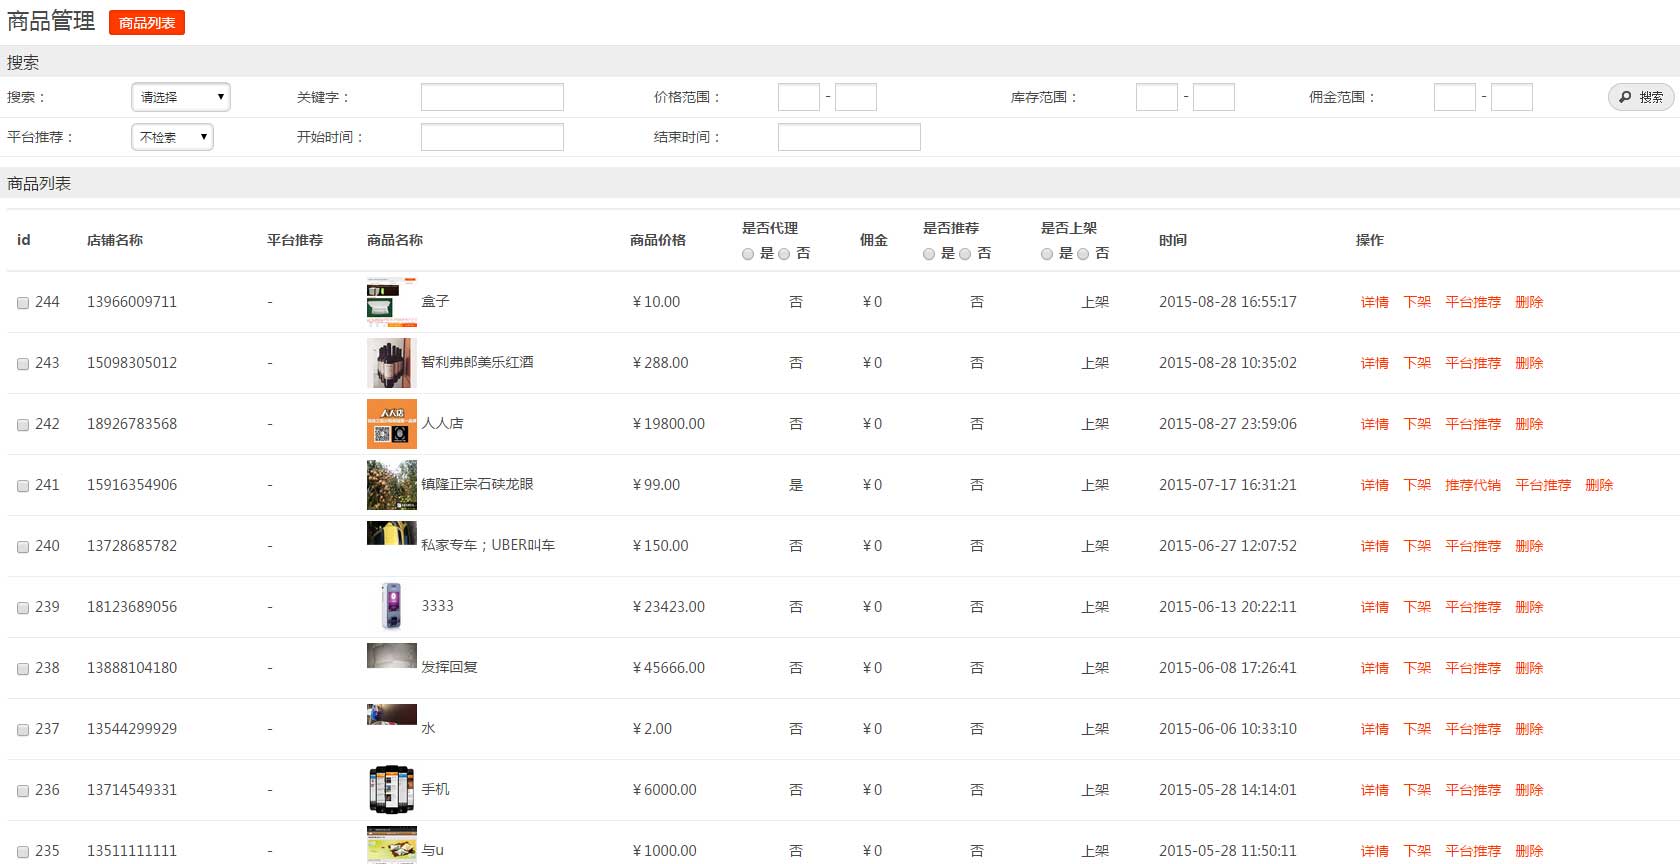 商品管理 商品列表
搜索
搜索： 请选择 关键字： 价格范围： - 库存范围： - 佣金范围： - 搜索
平台推荐： 不检索 开始时间： 结束时间：
商品列表
id 店铺名称 平台推荐 商品名称 商品价格 是否代理 是 否 佣金 是否推荐 是 否 是否上架 是 否 时间 操作
244 13966009711 - 盒子 ￥10.00 否 ￥0 否 上架 2015-08-28 16:55:17 详情 下架 平台推荐 删除
243 15098305012 - 智利弗郎美乐红酒 ￥288.00 否 ￥0 否 上架 2015-08-28 10:35:02 详情 下架 平台推荐 删除
242 18926783568 - 人人店 人人店 ￥19800.00 否 ￥0 否 上架 2015-08-27 23:59:06 详情 下架 平台推荐 删除
241 15916354906 - 镇隆正宗石硖龙眼 ￥99.00 是 ￥0 否 上架 2015-07-17 16:31:21 详情 下架 推荐代销 平台推荐 删除
240 13728685782 - 私家专车；UBER叫车 ￥150.00 否 ￥0 否 上架 2015-06-27 12:07:52 详情 下架 平台推荐 删除
239 18123689056 - 3333 ￥23423.00 否 ￥0 否 上架 2015-06-13 20:22:11 详情 下架 平台推荐 删除
238 13888104180 - 发挥回复 ￥45666.00 否 ￥0 否 上架 2015-06-08 17:26:41 详情 下架 平台推荐 删除
237 13544299929 - 水 ￥2.00 否 ￥0 否 上架 2015-06-06 10:33:10 详情 下架 平台推荐 删除
236 13714549331 - 手机 ￥6000.00 否 ￥0 否 上架 2015-05-28 14:14:01 详情 下架 平台推荐 删除
235 13511111111 - 与u ￥1000.00 否 ￥0 否 上架 2015-05-28 11:50:11 详情 下架 平台推荐 删除